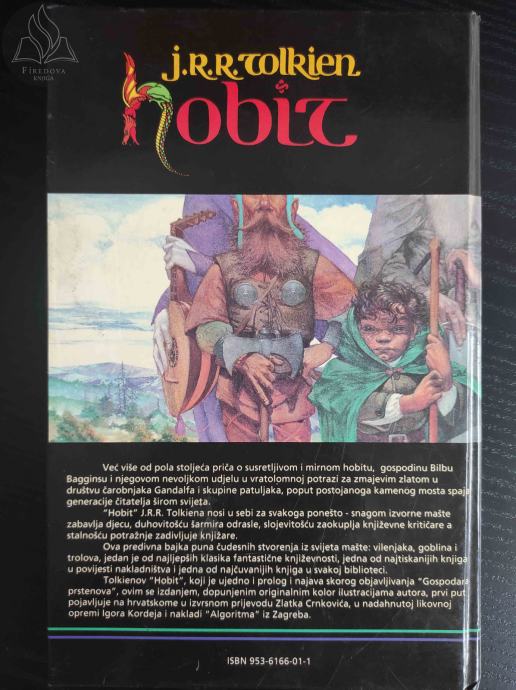 FIREDOVA
KNJIGA
j.R.R.tolkien
hobit
Već više od pola stoljeća priča o susretljivom i mirnom hobitu, gospodinu Bilbu
Bagginsu i njegovom nevoljkom udjelu u vratolomnoj potrazi za zmajevim zlatom u
društvu čarobnjaka Gandalfa i skupine patuljaka, poput postojanoga kamenog mosta spaja
generacije čitatelja širom svijeta.
"Hobit" J.R.R. Tolkiena nosi u sebi za svakoga ponešto - snagom izvorne mašte
zabavlja djecu, duhovitošću šarmira odrasle, slojevitošću zaokuplja književne kritičare a
stalnošću potražnje zadivljuje knjižare.
Ova predivna bajka puna čudesnih stvorenja iz svijeta mašte: vilenjaka, goblina i
trolova, jedan je od najljepših klasika fantastične književnosti, jedna od najtiskanijih knjiga
u povijesti nakladništva i jedna od najčuvanijih knjiga u svakoj biblioteci.
Tolkienov "Hobit", koji je ujedno i prolog i najava skorog objavljivanja "Gospodara
prstenova", ovim se izdanjem, dopunjenim originalnim kolor ilustracijama autora, prvi put
pojavljuje na hrvatskome u izvrsnom prijevodu Zlatka Crnkovića, u nadahnutoj likovnoj
opremi Igora Kordeja i nakladi "Algoritma" iz Zagreba.
ISBN 953-6166-01-1